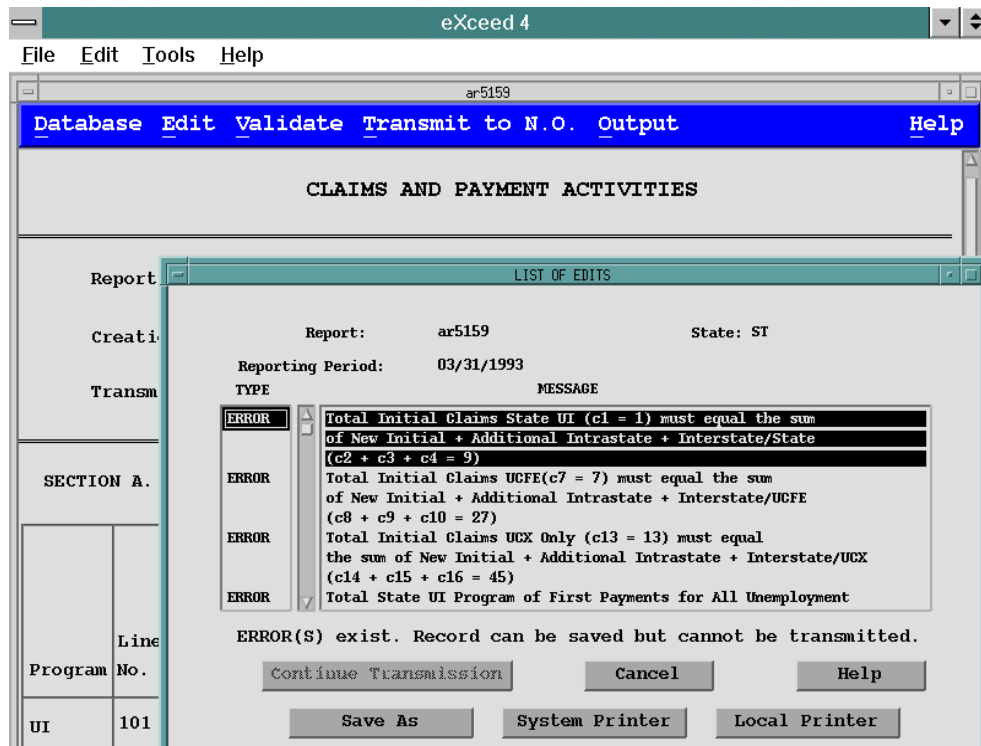 eXceed 4
File Edit Tools Help
ar5159
Database Edit Validate Transmit to N.O. Output Help
CLAIMS AND PAYMENT ACTIVITIES
Report
LIST OF EDITS
Creati
Transm
Report: ar5159 State: ST
Reporting Period: 03/31/1993
TYPE MESSAGE
ERROR Total Initial Claims State UI (c1 = 1) must equal the sum
of New Initial + Additional Intrastate + Interstate/State
(c2 + c3 + c4 = 9)
ERROR Total Initial Claims UCFE(c7 = 7) must equal the sum
of New Initial + Additional Intrastate + Interstate/UCFE
(c8 + c9 + c10 = 27)
ERROR Total Initial Claims UCX Only (c13 = 13) must equal
the sum of New Initial + Additional Intrastate + Interstate/UCX
(c14 + c15 + c16 = 45)
ERROR Total State UI Program of First Payments for All Unemployment
ERROR(S) exist. Record can be saved but cannot be transmitted.
Continue Transmission Cancel Help
Save As System Printer Local Printer
SECTION A.
Line
Program No.
UI 101